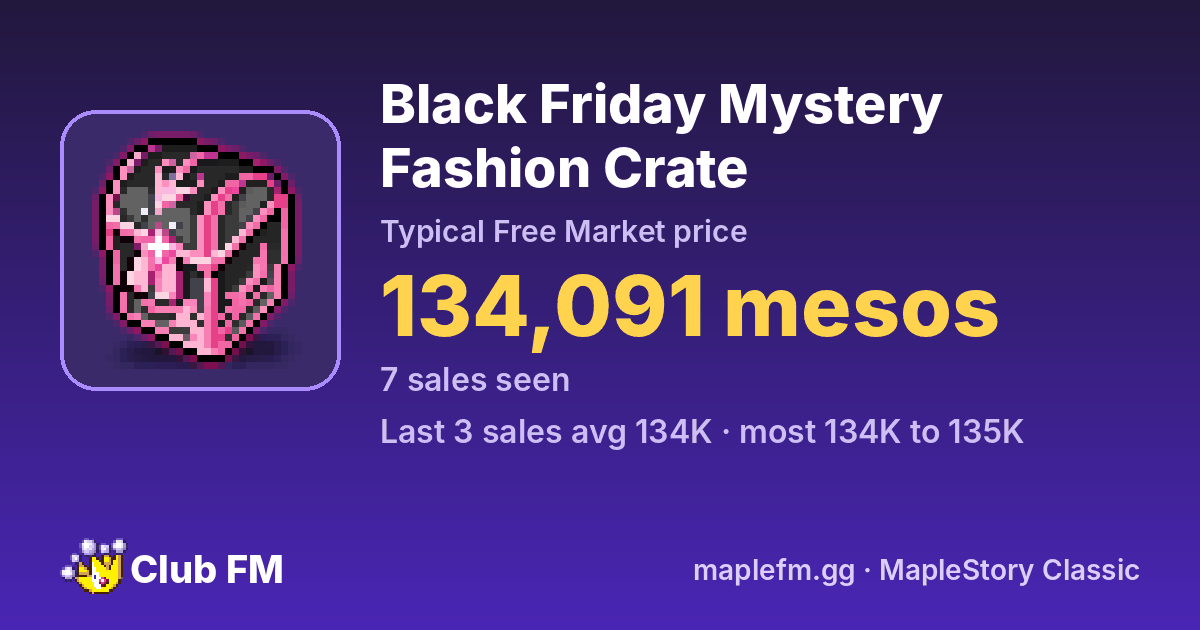 Black Friday Mystery
Fashion Crate
Typical Free Market price
134,091 mesos
7 sales seen
Last 3 sales avg 134K · most 134K to 135K
Club FM
maplefm.gg · MapleStory Classic